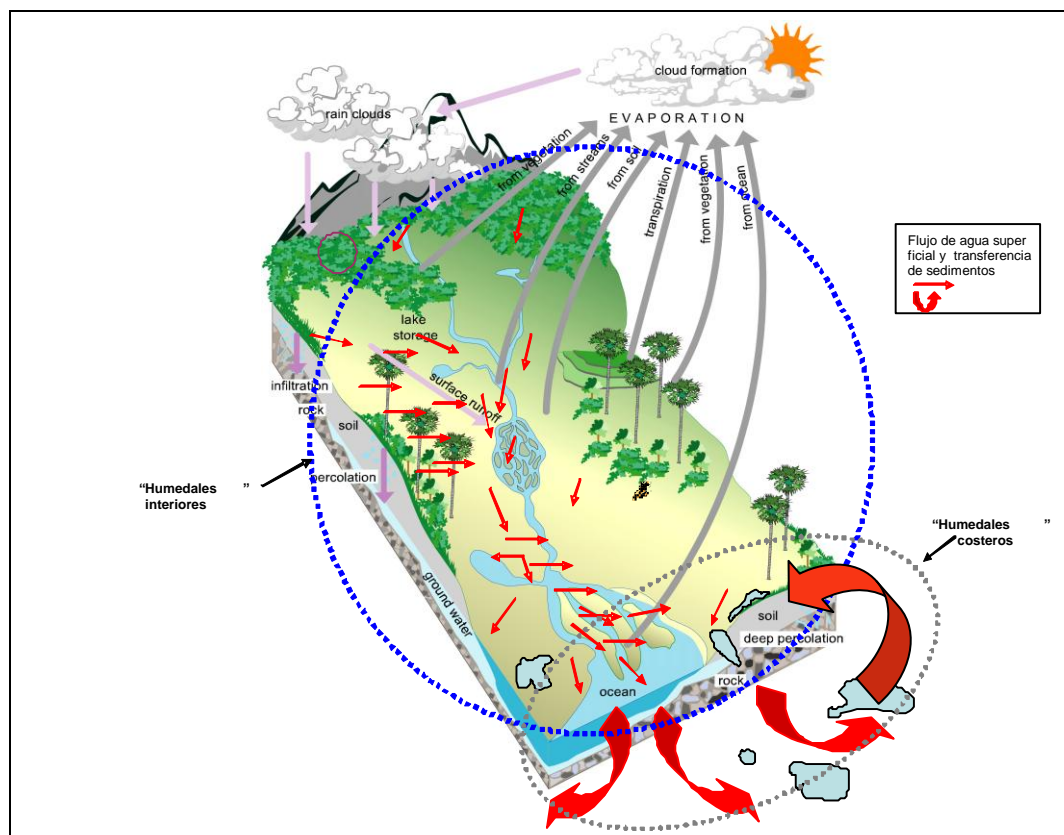 cloud formation
rain clouds
EVAPORATION
from vegetation
from streams
from soil
transpiration
from vegetation
from ocean
Flujo de agua super
ficial y transferencia
de sedimentos
lake
storage
surface runoff
infiltration
rock
soil
percolation
“Humedales ”
interiores
ground water
“Humedales ”
costeros
soil
deep percolation
rock
ocean